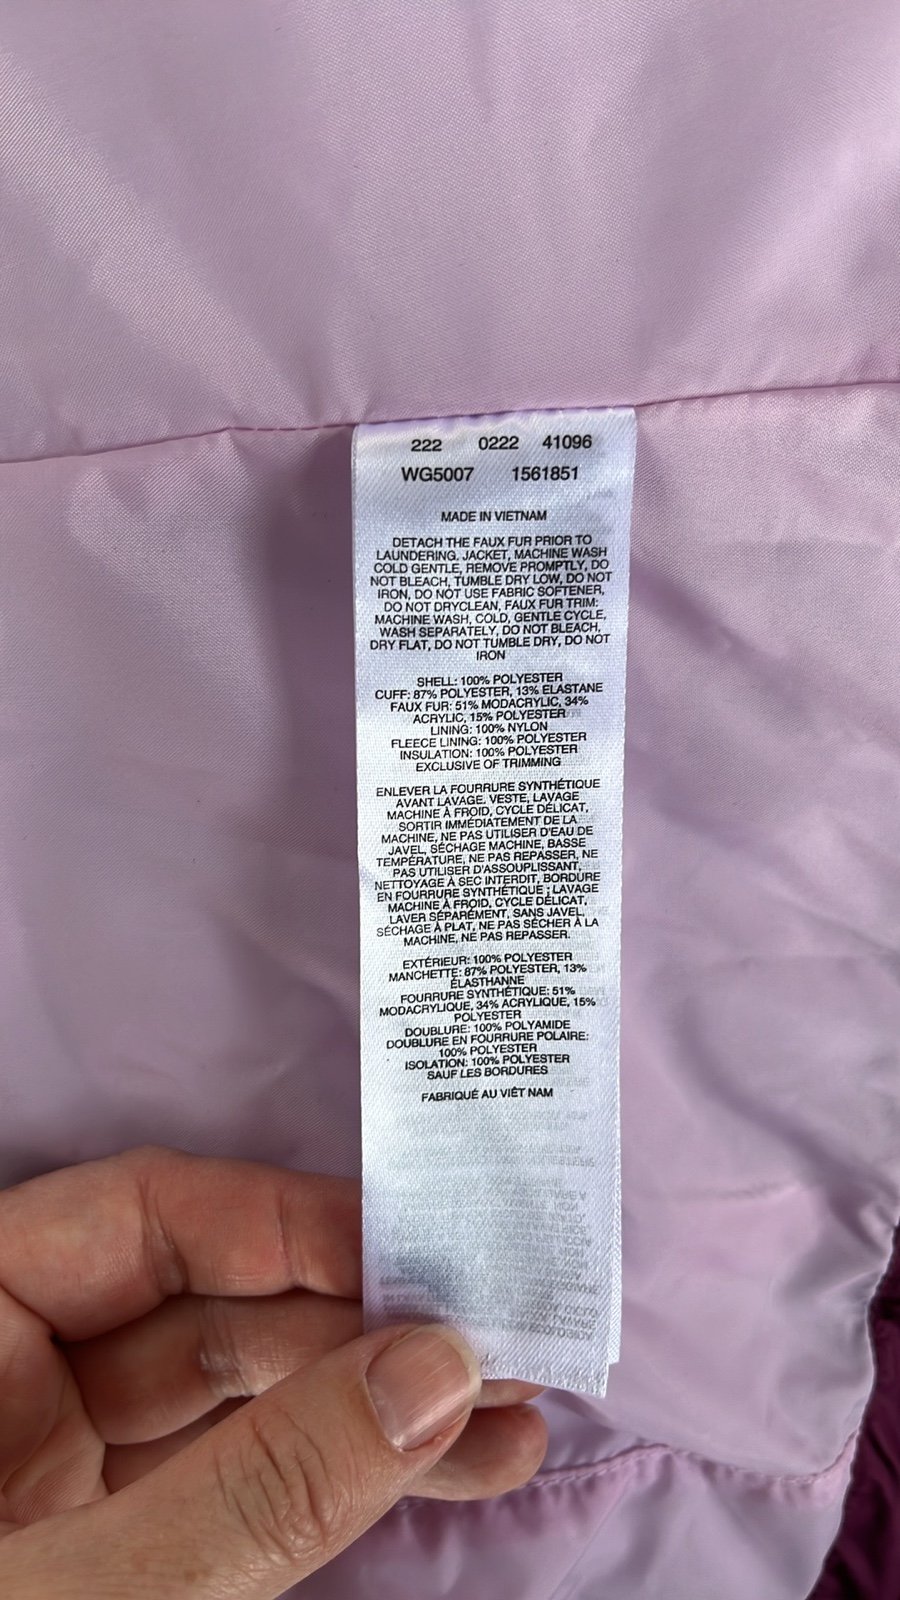 222 0222 41096
WG5007 1561851
MADE IN VIETNAM
DETACH THE FAUX FUR PRIOR TO
LAUNDERING. JACKET, MACHINE WASH
COLD GENTLE, REMOVE PROMPTLY, DO
NOT BLEACH, TUMBLE DRY LOW, DO NOT
IRON, DO NOT USE FABRIC SOFTENER,
DO NOT DRYCLEAN, FAUX FUR TRIM:
MACHINE WASH, COLD, GENTLE CYCLE,
WASH SEPARATELY, DO NOT BLEACH,
DRY FLAT, DO NOT TUMBLE DRY, DO NOT
IRON
SHELL: 100% POLYESTER
CUFF: 87% POLYESTER, 13% ELASTANE
FAUX FUR: 51% MODACRYLIC, 34%
ACRYLIC, 15% POLYESTER
LINING: 100% NYLON
FLEECE LINING: 100% POLYESTER
INSULATION: 100% POLYESTER
EXCLUSIVE OF TRIMMING
ENLEVER LA FOURRURE SYNTHÉTIQUE
AVANT LAVAGE. VESTE, LAVAGE
MACHINE À FROID, CYCLE DÉLICAT,
SORTIR IMMÉDIATEMENT DE LA
MACHINE, NE PAS UTILISER D'EAU DE
JAVEL, SÉCHAGE MACHINE, BASSE
TEMPÉRATURE, NE PAS REPASSER, NE
PAS UTILISER D'ASSOUPLISSANT,
NETTOYAGE À SEC INTERDIT, BORDURE
EN FOURRURE SYNTHÉTIQUE ; LAVAGE
MACHINE À FROID, CYCLE DÉLICAT,
LAVER SÉPARÉMENT, SANS JAVEL,
SÉCHAGE À PLAT, NE PAS SÉCHER À LA
MACHINE, NE PAS REPASSER.
EXTÉRIEUR: 100% POLYESTER
MANCHETTE: 87% POLYESTER, 13%
ÉLASTHANNE
FOURRURE SYNTHÉTIQUE: 51%
MODACRYLIQUE, 34% ACRYLIQUE, 15%
POLYESTER
DOUBLURE: 100% POLYAMIDE
DOUBLURE EN FOURRURE POLAIRE:
100% POLYESTER
ISOLATION: 100% POLYESTER
SAUF LES BORDURES
FABRIQUÉ AU VIÊT NAM